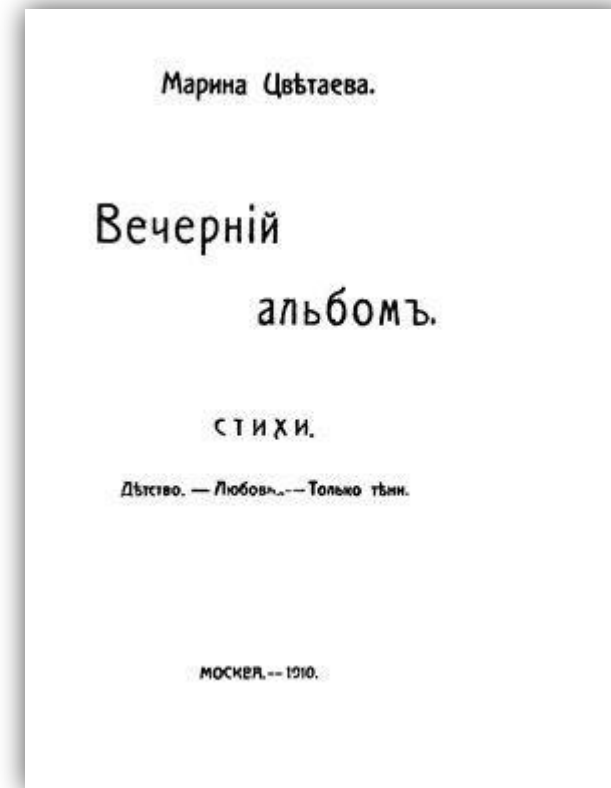 Марина Цвѣтаева.
Вечерній
альбомъ.
СТИХИ.
Дѣтство. — Любовь. — Только тѣни.
МОСКВА. — 1910.